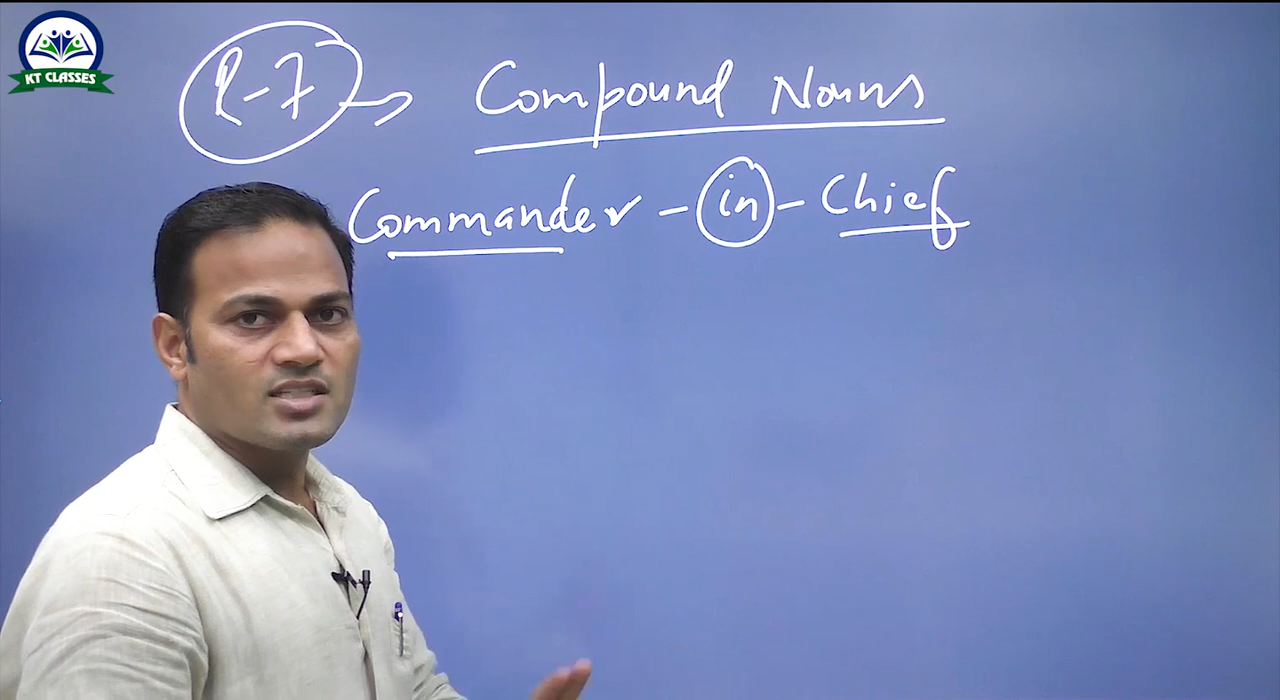 KT CLASSES
R-7 → Compound Nouns
Commander - in - Chief